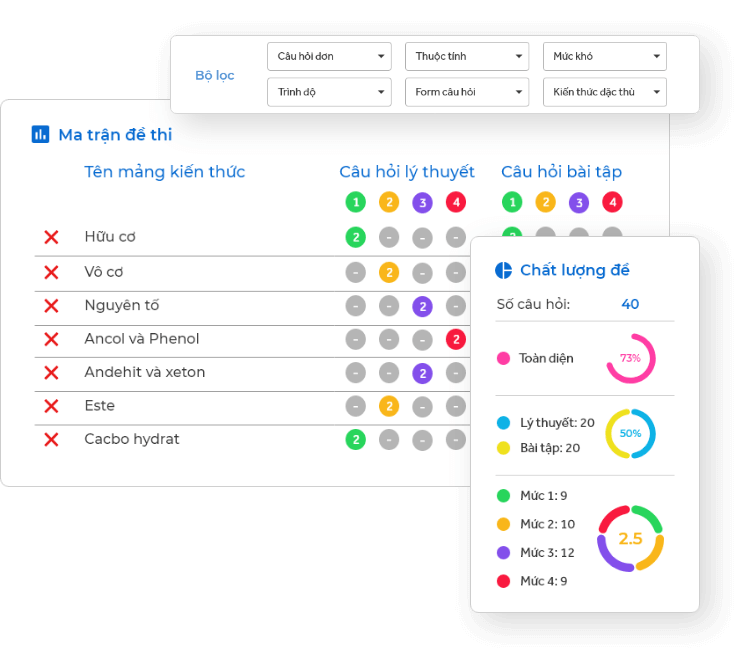 Bộ lọc
Câu hỏi đơn Thuộc tính Mức khó
Trình độ Form câu hỏi Kiến thức đặc thù
Ma trận đề thi
Tên mảng kiến thức Câu hỏi lý thuyết Câu hỏi bài tập
1 2 3 4 1 2 3 4
Hữu cơ 2 - - -
Vô cơ - 2 - -
Nguyên tố - - 2 -
Ancol và Phenol - - - 2
Andehit và xeton - - 2 -
Este - 2 - -
Cacbo hydrat 2 - - -
Chất lượng đề
Số câu hỏi: 40
Toàn diện 73%
Lý thuyết: 20
Bài tập: 20
50%
Mức 1: 9
Mức 2: 10
Mức 3: 12
Mức 4: 9
2.5